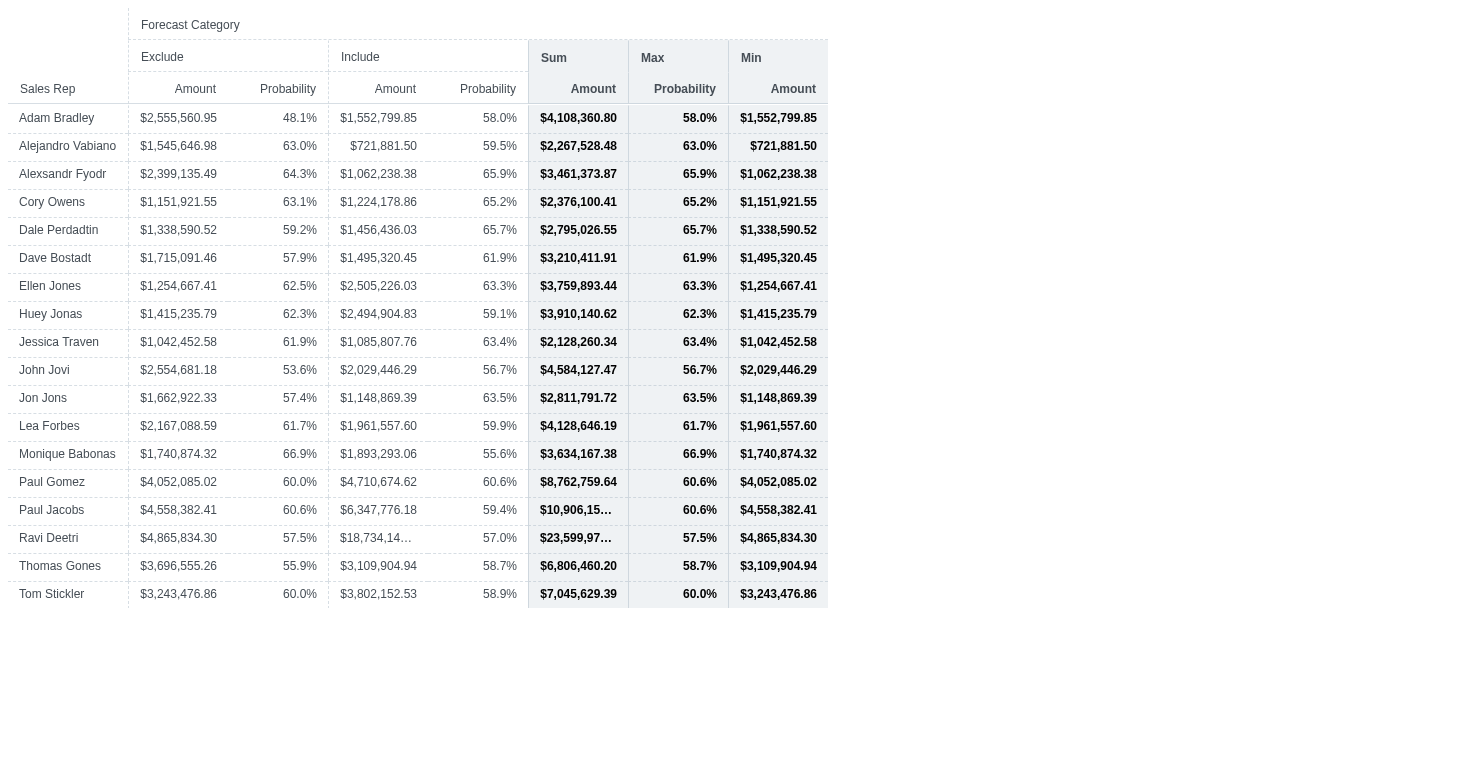 Forecast Category
Exclude Include Sum Max Min
Sales Rep Amount Probability Amount Probability Amount Probability Amount
Adam Bradley $2,555,560.95 48.1% $1,552,799.85 58.0% $4,108,360.80 58.0% $1,552,799.85
Alejandro Vabiano $1,545,646.98 63.0% $721,881.50 59.5% $2,267,528.48 63.0% $721,881.50
Alexsandr Fyodr $2,399,135.49 64.3% $1,062,238.38 65.9% $3,461,373.87 65.9% $1,062,238.38
Cory Owens $1,151,921.55 63.1% $1,224,178.86 65.2% $2,376,100.41 65.2% $1,151,921.55
Dale Perdadtin $1,338,590.52 59.2% $1,456,436.03 65.7% $2,795,026.55 65.7% $1,338,590.52
Dave Bostadt $1,715,091.46 57.9% $1,495,320.45 61.9% $3,210,411.91 61.9% $1,495,320.45
Ellen Jones $1,254,667.41 62.5% $2,505,226.03 63.3% $3,759,893.44 63.3% $1,254,667.41
Huey Jonas $1,415,235.79 62.3% $2,494,904.83 59.1% $3,910,140.62 62.3% $1,415,235.79
Jessica Traven $1,042,452.58 61.9% $1,085,807.76 63.4% $2,128,260.34 63.4% $1,042,452.58
John Jovi $2,554,681.18 53.6% $2,029,446.29 56.7% $4,584,127.47 56.7% $2,029,446.29
Jon Jons $1,662,922.33 57.4% $1,148,869.39 63.5% $2,811,791.72 63.5% $1,148,869.39
Lea Forbes $2,167,088.59 61.7% $1,961,557.60 59.9% $4,128,646.19 61.7% $1,961,557.60
Monique Babonas $1,740,874.32 66.9% $1,893,293.06 55.6% $3,634,167.38 66.9% $1,740,874.32
Paul Gomez $4,052,085.02 60.0% $4,710,674.62 60.6% $8,762,759.64 60.6% $4,052,085.02
Paul Jacobs $4,558,382.41 60.6% $6,347,776.18 59.4% $10,906,15… 60.6% $4,558,382.41
Ravi Deetri $4,865,834.30 57.5% $18,734,14… 57.0% $23,599,97… 57.5% $4,865,834.30
Thomas Gones $3,696,555.26 55.9% $3,109,904.94 58.7% $6,806,460.20 58.7% $3,109,904.94
Tom Stickler $3,243,476.86 60.0% $3,802,152.53 58.9% $7,045,629.39 60.0% $3,243,476.86